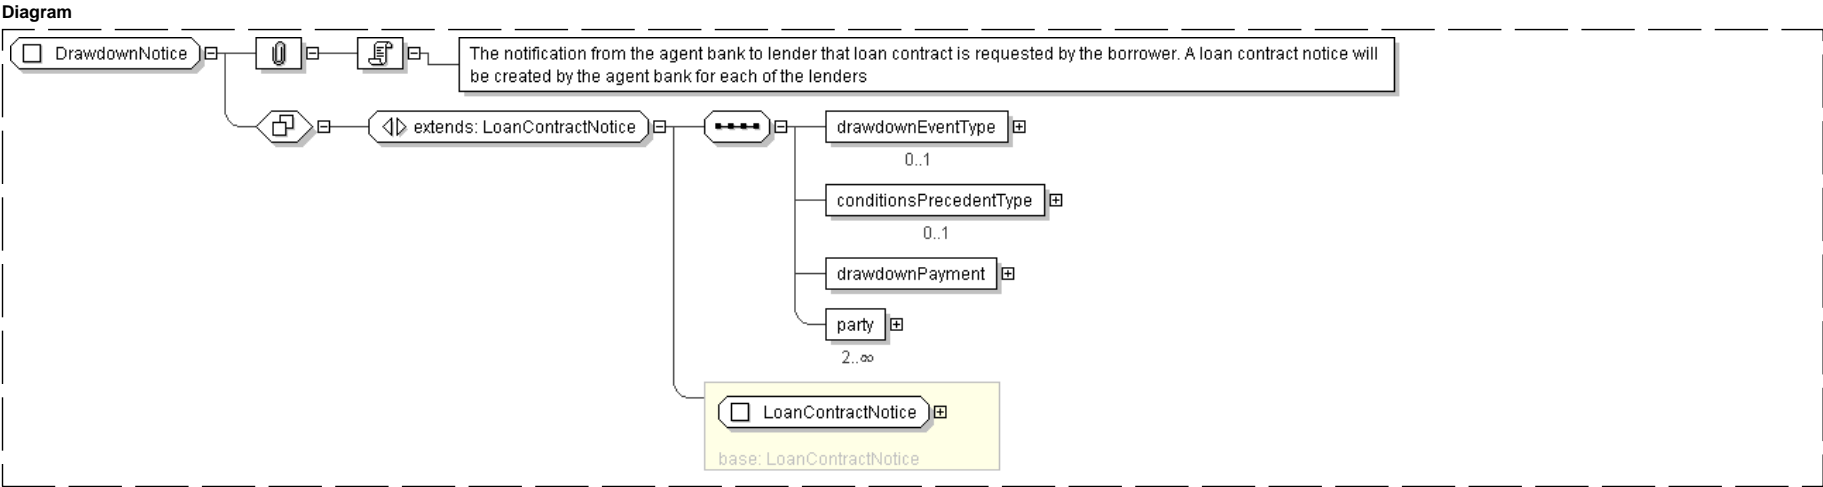 Diagram
DrawdownNotice
The notification from the agent bank to lender that loan contract is requested by the borrower. A loan contract notice will
be created by the agent bank for each of the lenders
extends: LoanContractNotice
drawdownEventType
0..1
conditionsPrecedentType
0..1
drawdownPayment
party
2..∞
LoanContractNotice
base: LoanContractNotice